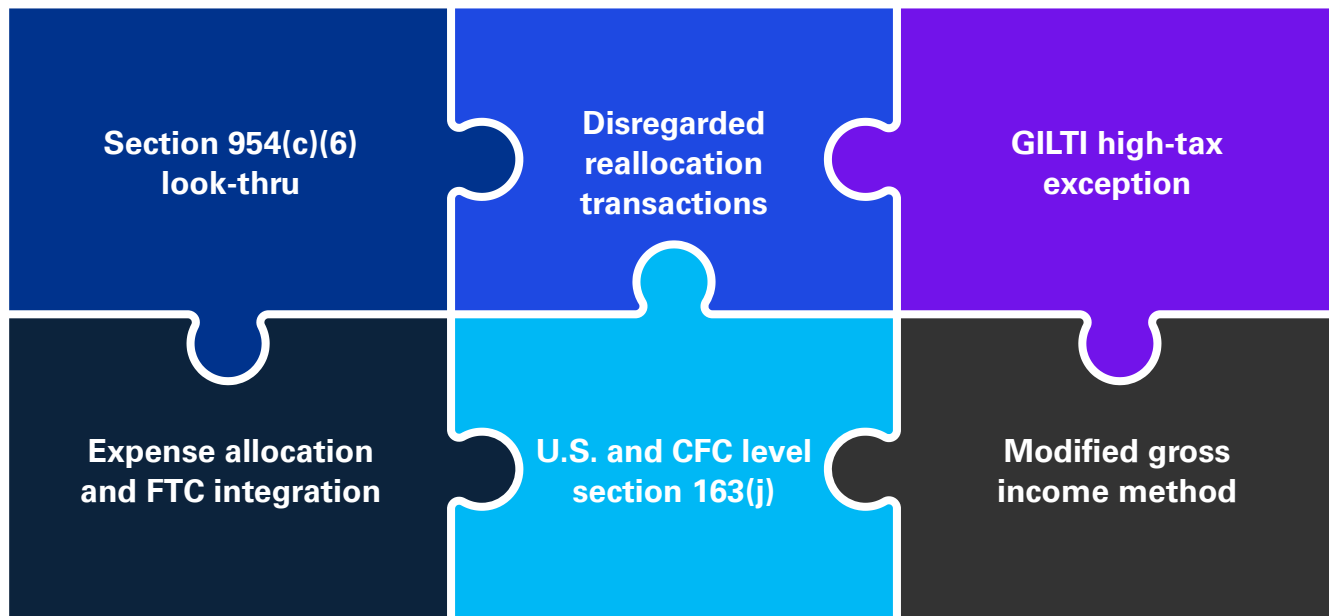 Section 954(c)(6)
look-thru
Disregarded
reallocation
transactions
GILTI high-tax
exception
Expense allocation
and FTC integration
U.S. and CFC level
section 163(j)
Modified gross
income method